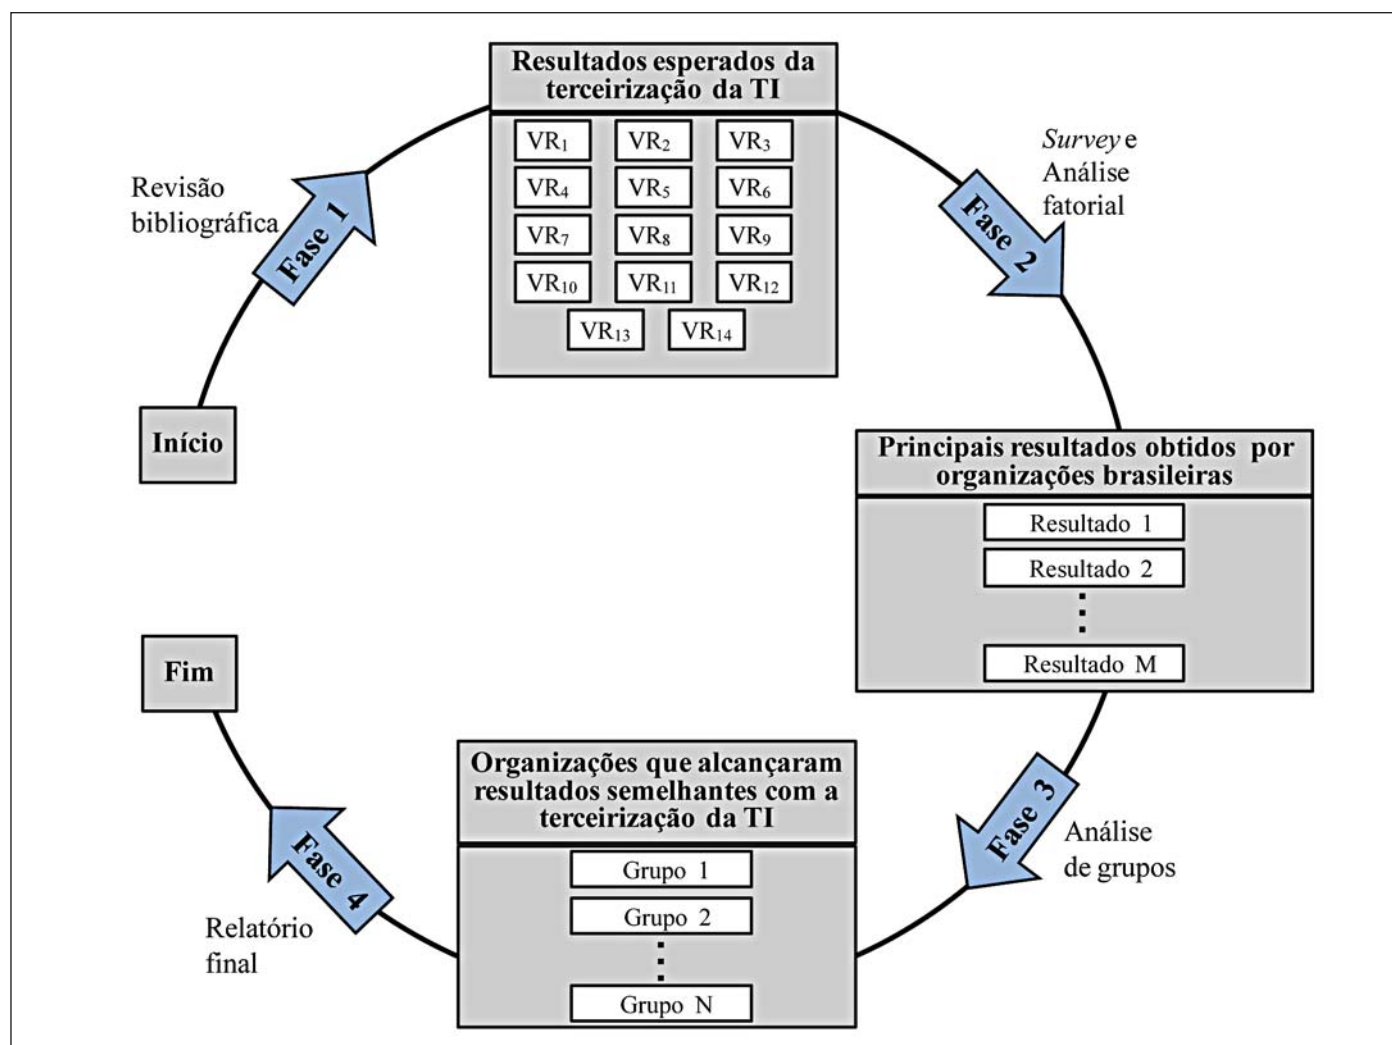 Resultados esperados da
terceirização da TI
VR1 VR2 VR3
VR4 VR5 VR6
VR7 VR8 VR9
VR10 VR11 VR12
VR13 VR14
Revisão
bibliográfica
Fase 1
Survey e
Análise
fatorial
Fase 2
Início
Principais resultados obtidos por
organizações brasileiras
Resultado 1
Resultado 2
Resultado M
Fase 3
Análise
de grupos
Organizações que alcançaram
resultados semelhantes com a
terceirização da TI
Grupo 1
Grupo 2
Grupo N
Fase 4
Relatório
final
Fim